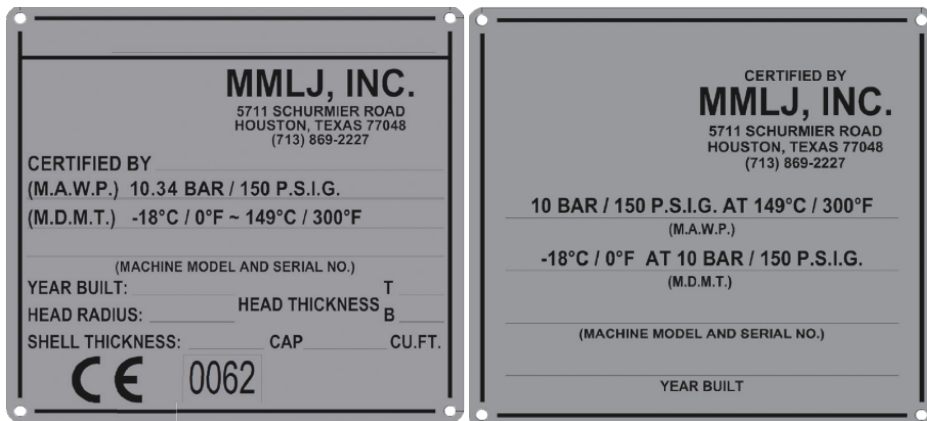 MMLJ, INC.
5711 SCHURMIER ROAD
HOUSTON, TEXAS 77048
(713) 869-2227
CERTIFIED BY
(M.A.W.P.) 10.34 BAR / 150 P.S.I.G.
(M.D.M.T.) -18°C / 0°F ~ 149°C / 300°F
(MACHINE MODEL AND SERIAL NO.)
YEAR BUILT:
HEAD RADIUS:
HEAD THICKNESS
T
B
SHELL THICKNESS: CAP CU.FT.
CE 0062
CERTIFIED BY
MMLJ, INC.
5711 SCHURMIER ROAD
HOUSTON, TEXAS 77048
(713) 869-2227
10 BAR / 150 P.S.I.G. AT 149°C / 300°F
(M.A.W.P.)
-18°C / 0°F AT 10 BAR / 150 P.S.I.G.
(M.D.M.T.)
(MACHINE MODEL AND SERIAL NO.)
YEAR BUILT